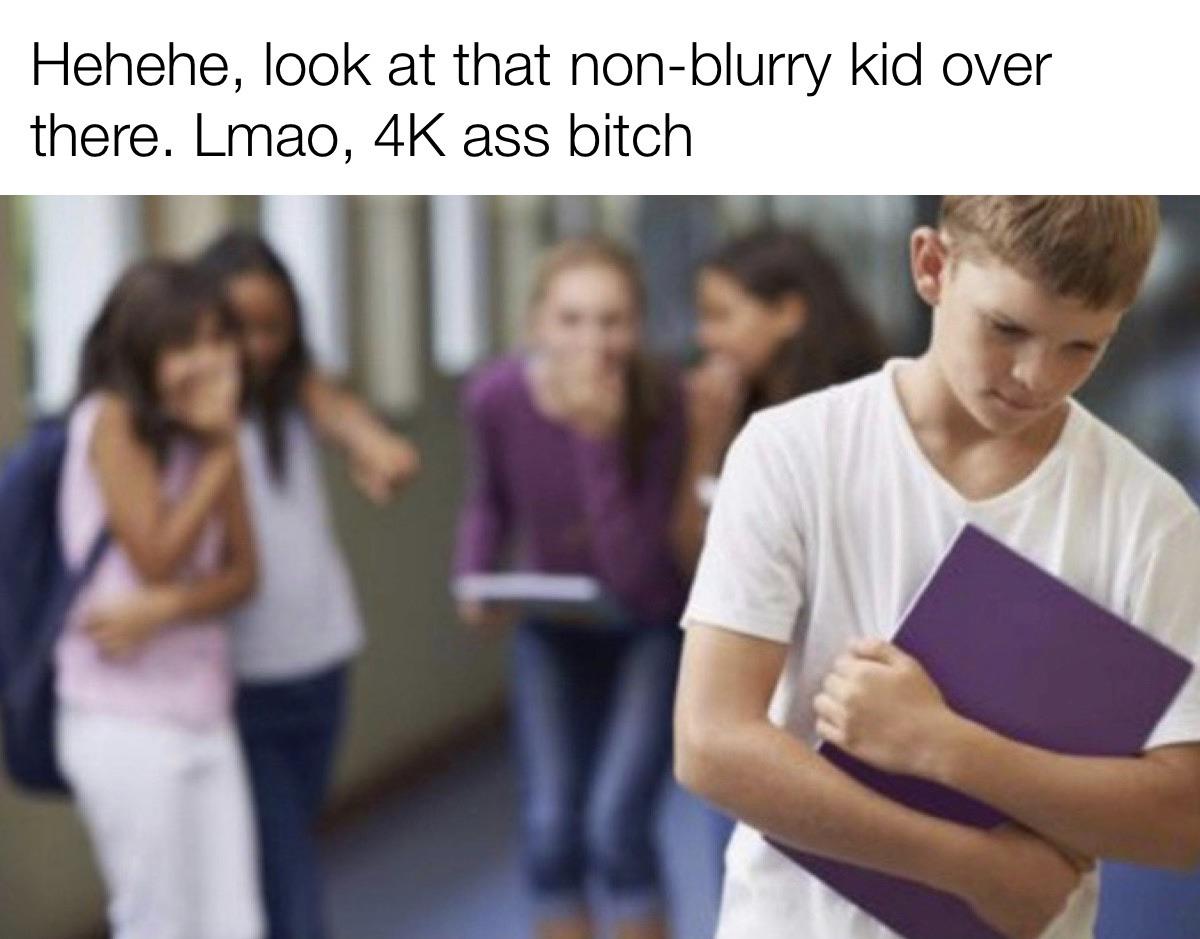 Hehehe, look at that non-blurry kid over
there. Lmao, 4K ass bitch